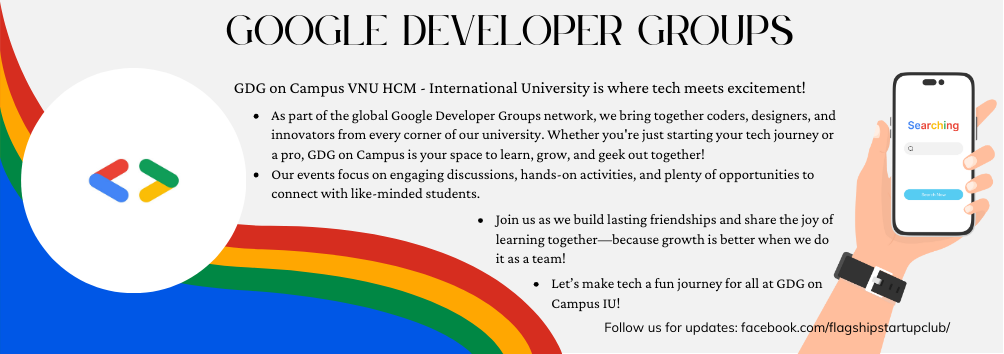 GOOGLE DEVELOPER GROUPS
GDG on Campus VNU HCM - International University is where tech meets excitement!
• As part of the global Google Developer Groups network, we bring together coders, designers, and
innovators from every corner of our university. Whether you're just starting your tech journey or
a pro, GDG on Campus is your space to learn, grow, and geek out together!
• Our events focus on engaging discussions, hands-on activities, and plenty of opportunities to
connect with like-minded students.
• Join us as we build lasting friendships and share the joy of
learning together—because growth is better when we do
it as a team!
• Let's make tech a fun journey for all at GDG on
Campus IU!
Follow us for updates: facebook.com/flagshipstartupclub/
Searching
Search Now